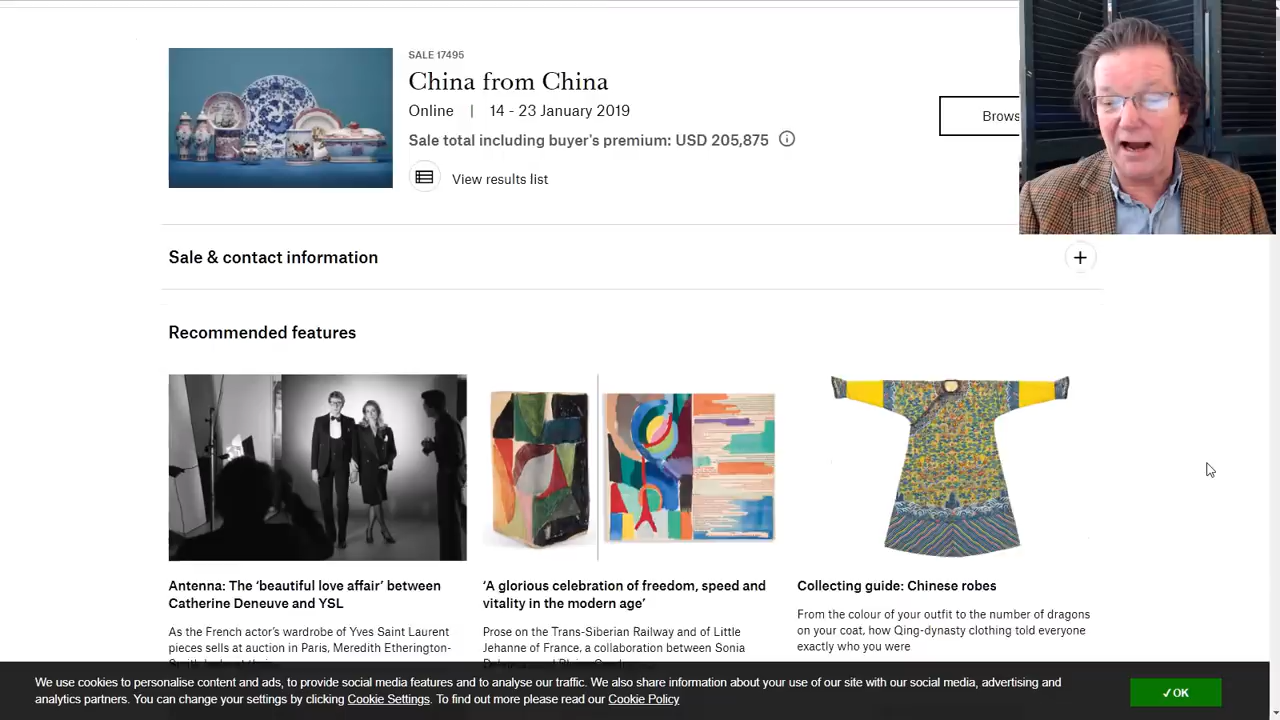 SALE 17495
China from China
Online | 14 - 23 January 2019
Sale total including buyer's premium: USD 205,875
View results list
Brows
Sale & contact information
Recommended features
Antenna: The ‘beautiful love affair’ between
Catherine Deneuve and YSL
As the French actor’s wardrobe of Yves Saint Laurent
pieces sells at auction in Paris, Meredith Etherington-
‘A glorious celebration of freedom, speed and
vitality in the modern age’
Prose on the Trans-Siberian Railway and of Little
Jehanne of France, a collaboration between Sonia
Collecting guide: Chinese robes
From the colour of your outfit to the number of dragons
on your coat, how Qing-dynasty clothing told everyone
exactly who you were
We use cookies to personalise content and ads, to provide social media features and to analyse our traffic. We also share information about your use of our site with our social media, advertising and
analytics partners. You can change your settings by clicking Cookie Settings. To find out more please read our Cookie Policy
✓OK